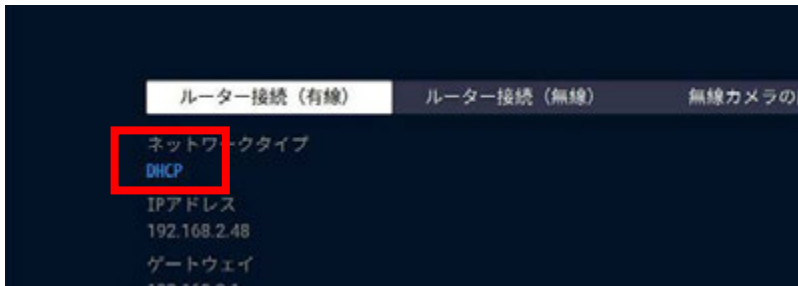 ルーター接続（有線） ルーター接続（無線） 無線カメラの
ネットワークタイプ
DHCP
IPアドレス
192.168.2.48
ゲートウェイ